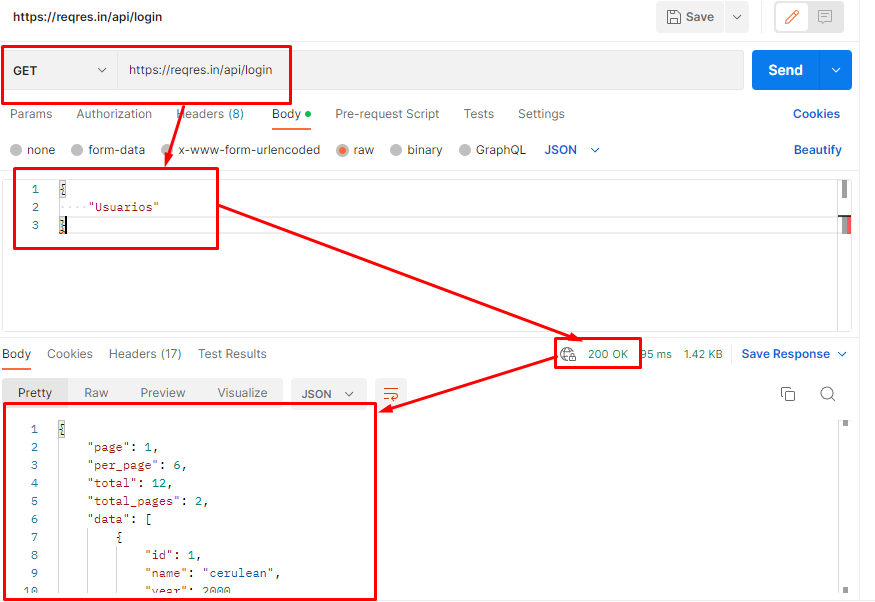 https://reqres.in/api/login
Save
GET https://reqres.in/api/login Send
Params Authorization Headers (8) Body Pre-request Script Tests Settings Cookies
none form-data x-www-form-urlencoded raw binary GraphQL JSON Beautify
1 {
2 ····"Usuarios"
3 }
Body Cookies Headers (17) Test Results 200 OK 95 ms 1.42 KB Save Response
Pretty Raw Preview Visualize JSON
1 {
2 "page": 1,
3 "per_page": 6,
4 "total": 12,
5 "total_pages": 2,
6 "data": [
7 {
8 "id": 1,
9 "name": "cerulean",
10 "year": 2000